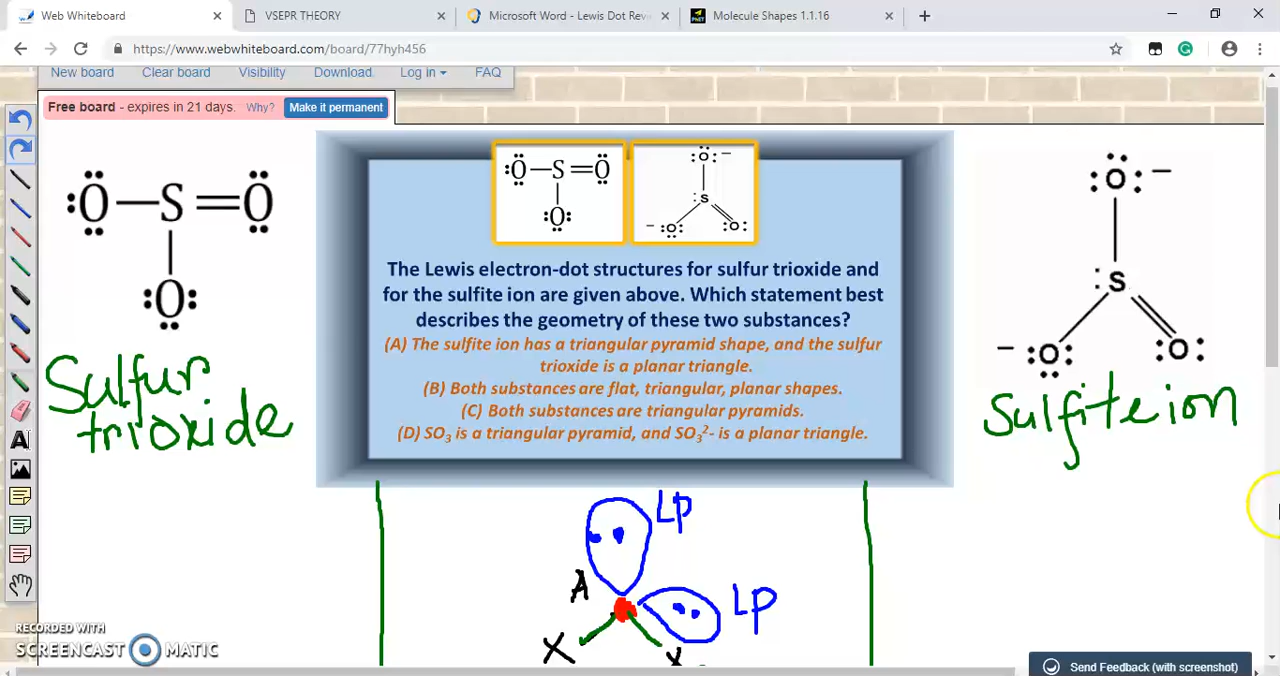 Web Whiteboard
VSEPR THEORY
Microsoft Word - Lewis Dot Rev
Molecule Shapes 1.1.16
https://www.webwhiteboard.com/board/77hyh456
New board Clear board Visibility Download Log in FAQ
Free board - expires in 21 days. Why? Make it permanent
O — S = O
O
O −
S
− O O
O — S = O
O
O −
S
− O O
The Lewis electron-dot structures for sulfur trioxide and
for the sulfite ion are given above. Which statement best
describes the geometry of these two substances?
(A) The sulfite ion has a triangular pyramid shape, and the sulfur
trioxide is a planar triangle.
(B) Both substances are flat, triangular, planar shapes.
(C) Both substances are triangular pyramids.
(D) SO₃ is a triangular pyramid, and SO₃²- is a planar triangle.
Sulfur
trioxide
Sulfite ion
A
LP
LP
X
X
RECORDED WITH
SCREENCAST MATIC
Send Feedback (with screenshot)